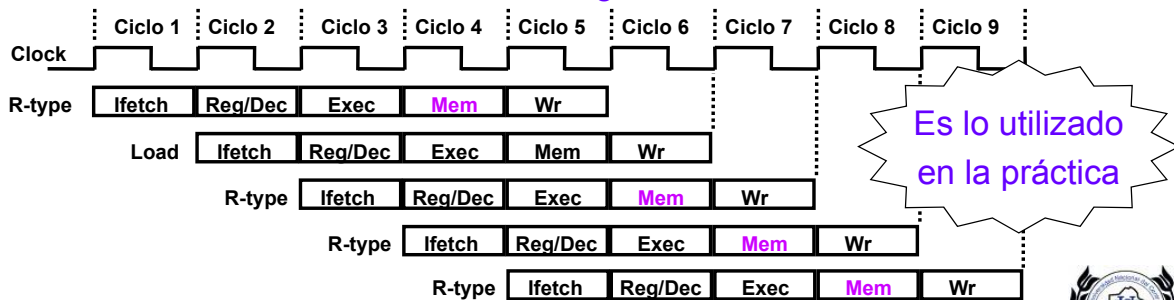 Ciclo 1 Ciclo 2 Ciclo 3 Ciclo 4 Ciclo 5 Ciclo 6 Ciclo 7 Ciclo 8 Ciclo 9
Clock
R-type Ifetch Reg/Dec Exec Mem Wr
Load Ifetch Reg/Dec Exec Mem Wr
R-type Ifetch Reg/Dec Exec Mem Wr
R-type Ifetch Reg/Dec Exec Mem Wr
R-type Ifetch Reg/Dec Exec Mem Wr
Es lo utilizado
en la práctica